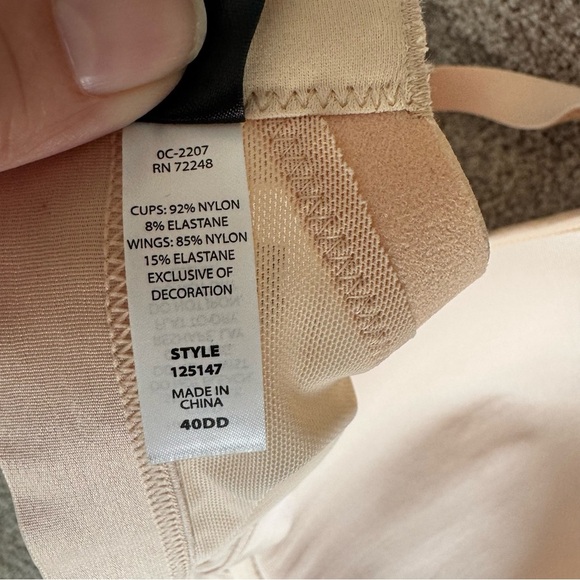 0C-2207
RN 72248
CUPS: 92% NYLON
8% ELASTANE
WINGS: 85% NYLON
15% ELASTANE
EXCLUSIVE OF
DECORATION
STYLE
125147
MADE IN
CHINA
40DD